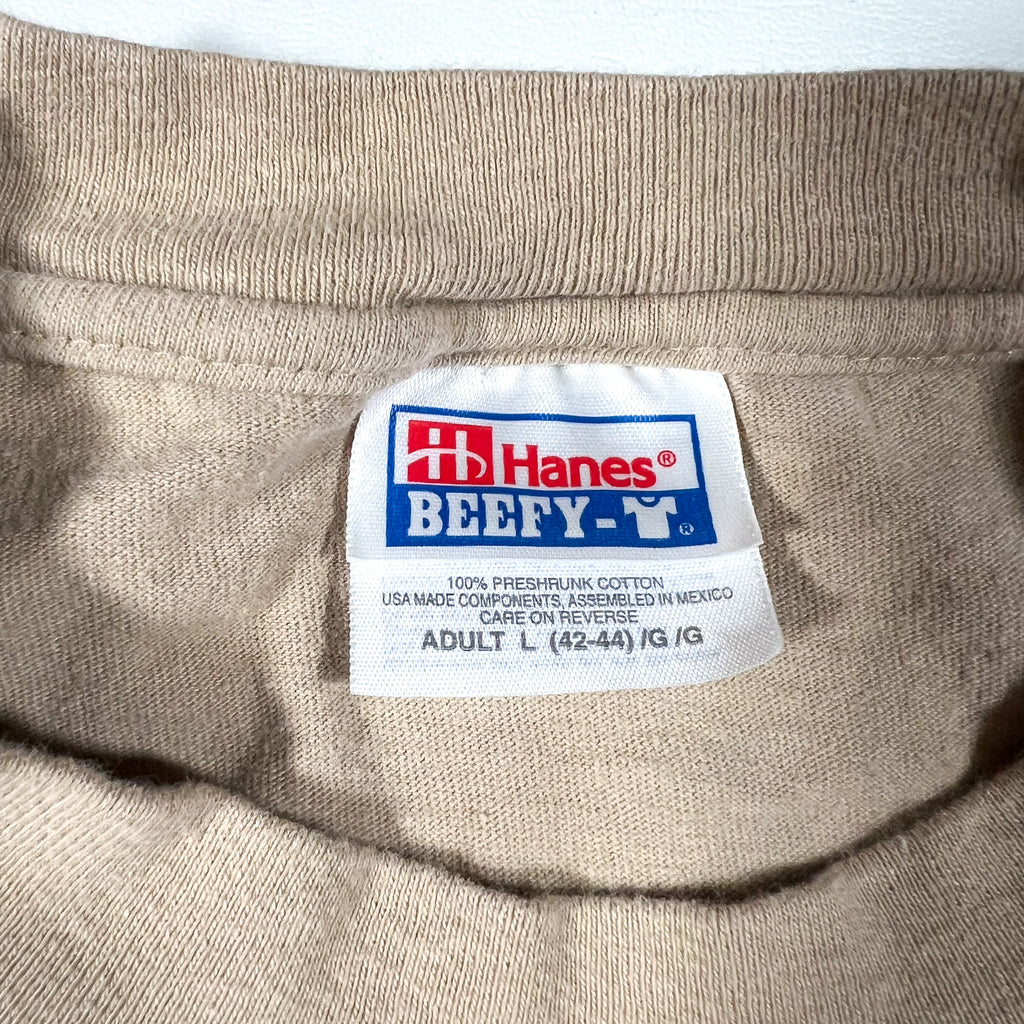 H Hanes®
BEEFY-T®
100% PRESHRUNK COTTON
USA MADE COMPONENTS, ASSEMBLED IN MEXICO
CARE ON REVERSE
ADULT L (42-44) /G /G